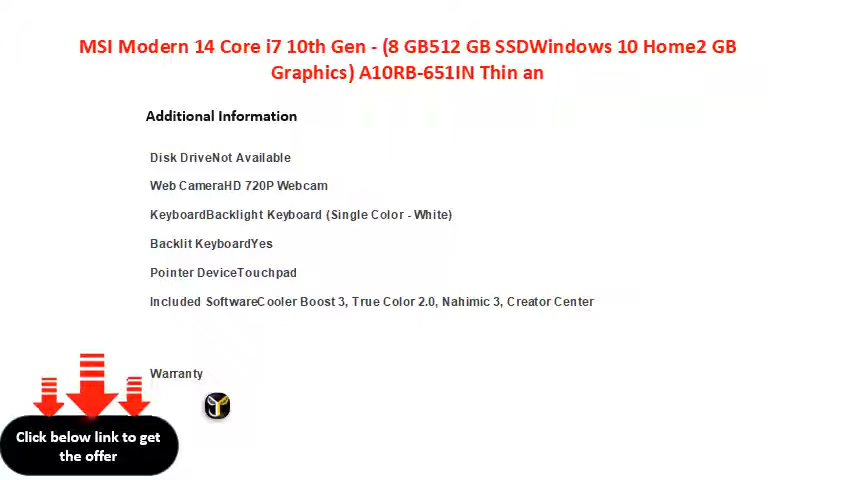 MSI Modern 14 Core i7 10th Gen - (8 GB512 GB SSDWindows 10 Home2 GB
Graphics) A10RB-651IN Thin an
Additional Information
Disk DriveNot Available
Web CameraHD 720P Webcam
KeyboardBacklight Keyboard (Single Color - White)
Backlit KeyboardYes
Pointer DeviceTouchpad
Included SoftwareCooler Boost 3, True Color 2.0, Nahimic 3, Creator Center
Warranty
Click below link to get
the offer